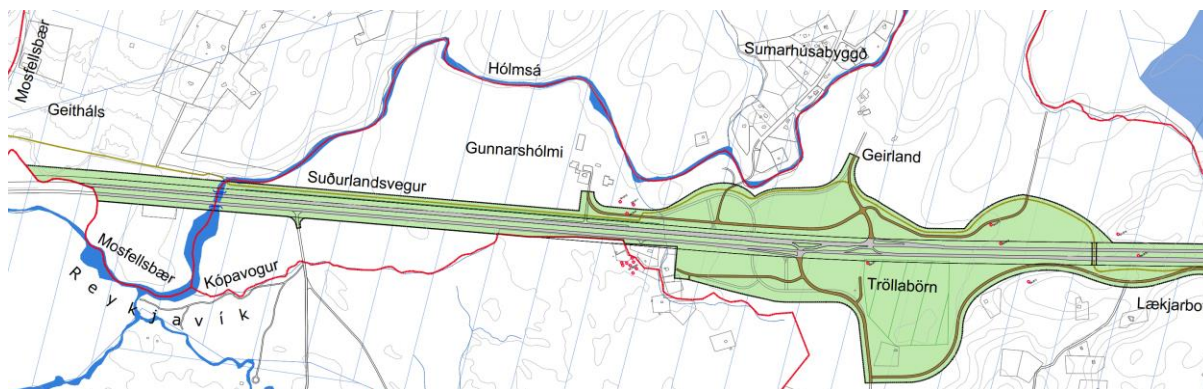 Mosfellsbær
Geitháls
Hólmsá
Sumarhúsabyggð
Gunnarshólmi
Geirland
Suðurlandsvegur
Mosfellsbær
Kópavogur
Reykjavík
Tröllabörn
Lækjarbo